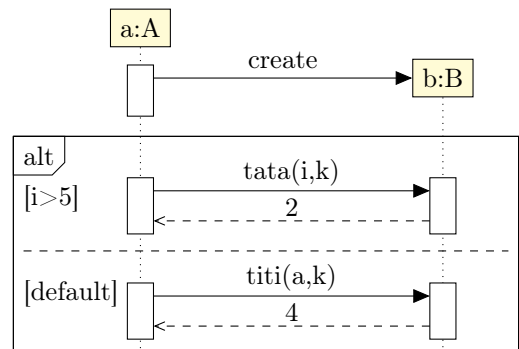 a:A
create
b:B
alt
tata(i,k)
[i>5]
2
titi(a,k)
[default]
4